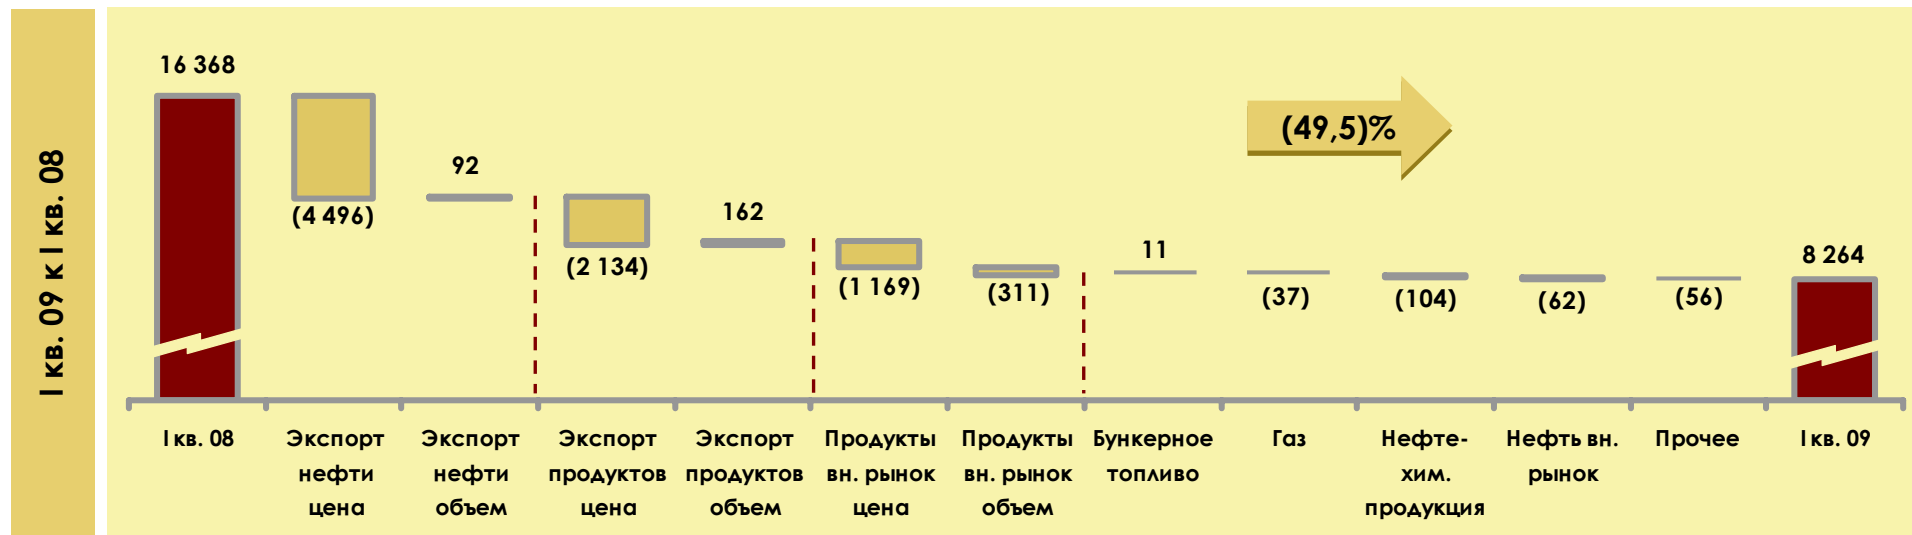 I кв. 09 к I кв. 08
16 368
(4 496)
92
(2 134)
162
(1 169)
(311)
11
(37)
(104)
(62)
(56)
8 264
(49,5)%
I кв. 08
Экспорт
нефти
цена
Экспорт
нефти
объем
Экспорт
продуктов
цена
Экспорт
продуктов
объем
Продукты
вн. рынок
цена
Продукты
вн. рынок
объем
Бункерное
топливо
Газ
Нефте-
хим.
продукция
Нефть вн.
рынок
Прочее
I кв. 09